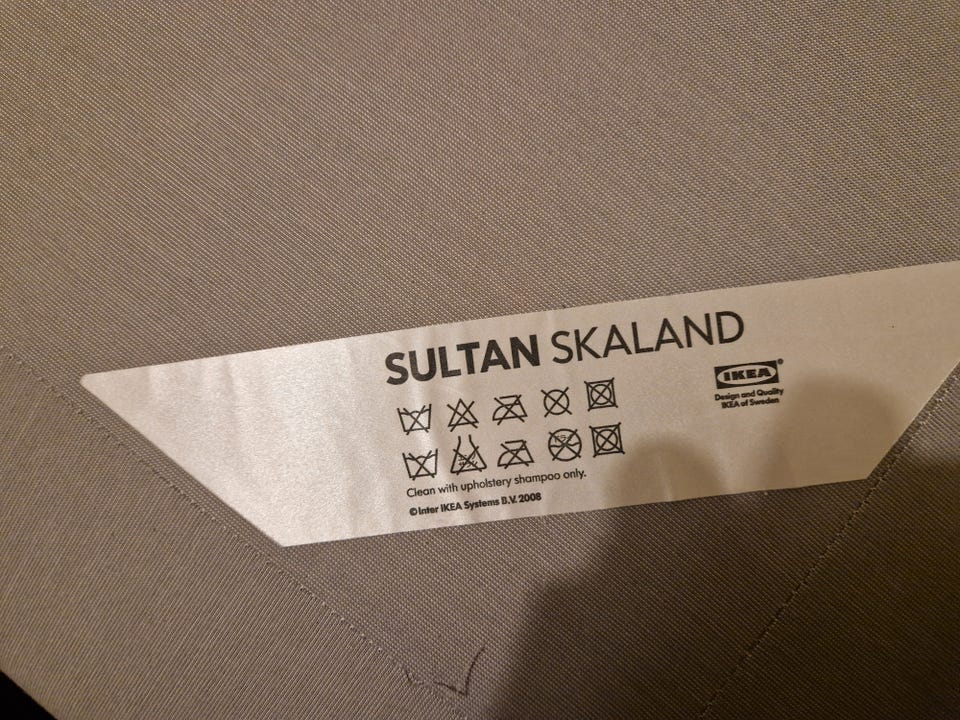 SULTAN SKALAND
IKEA®
Design and Quality
IKEA of Sweden
Clean with upholstery shampoo only.
© Inter IKEA Systems B.V. 2008